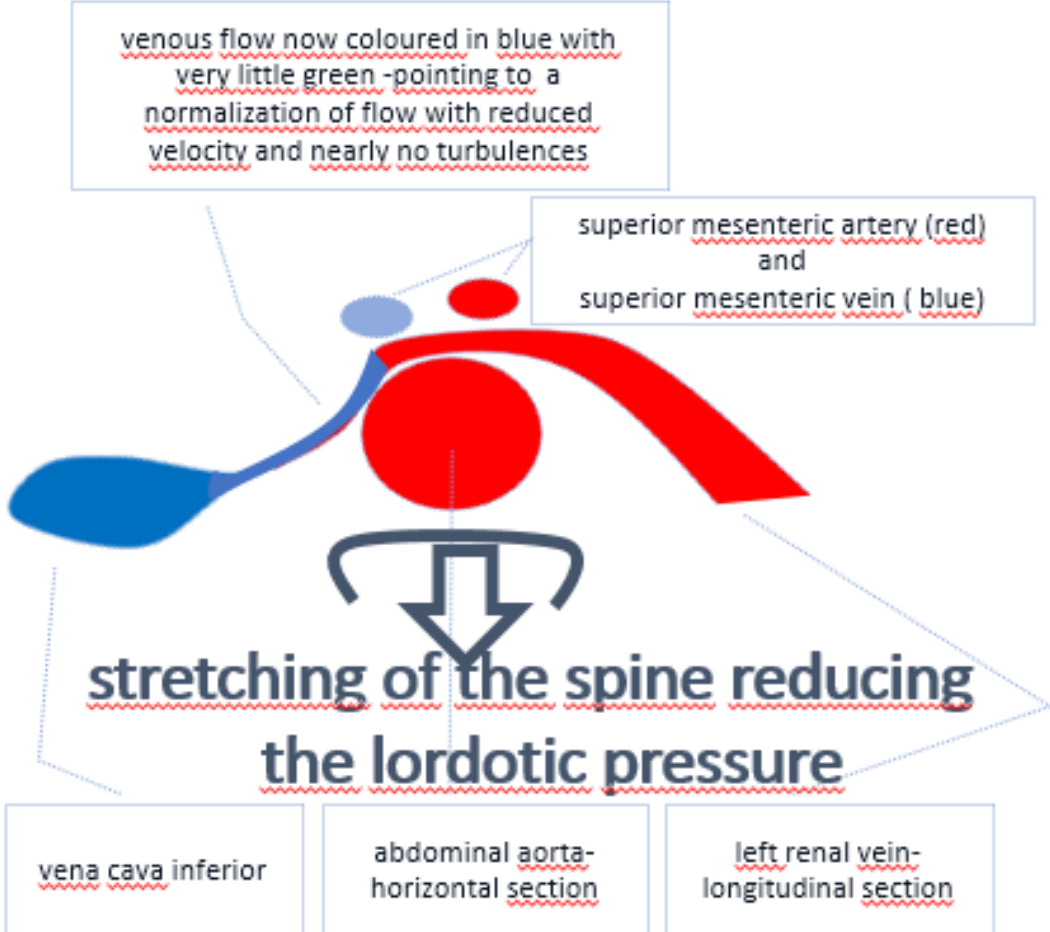 venous flow now coloured in blue with
very little green -pointing to  a
normalization of flow with reduced
velocity and nearly no turbulences
superior mesenteric artery (red)
and
superior mesenteric vein ( blue)
stretching of the spine reducing
the lordotic pressure
vena cava inferior
abdominal aorta-
horizontal section
left renal vein-
longitudinal section